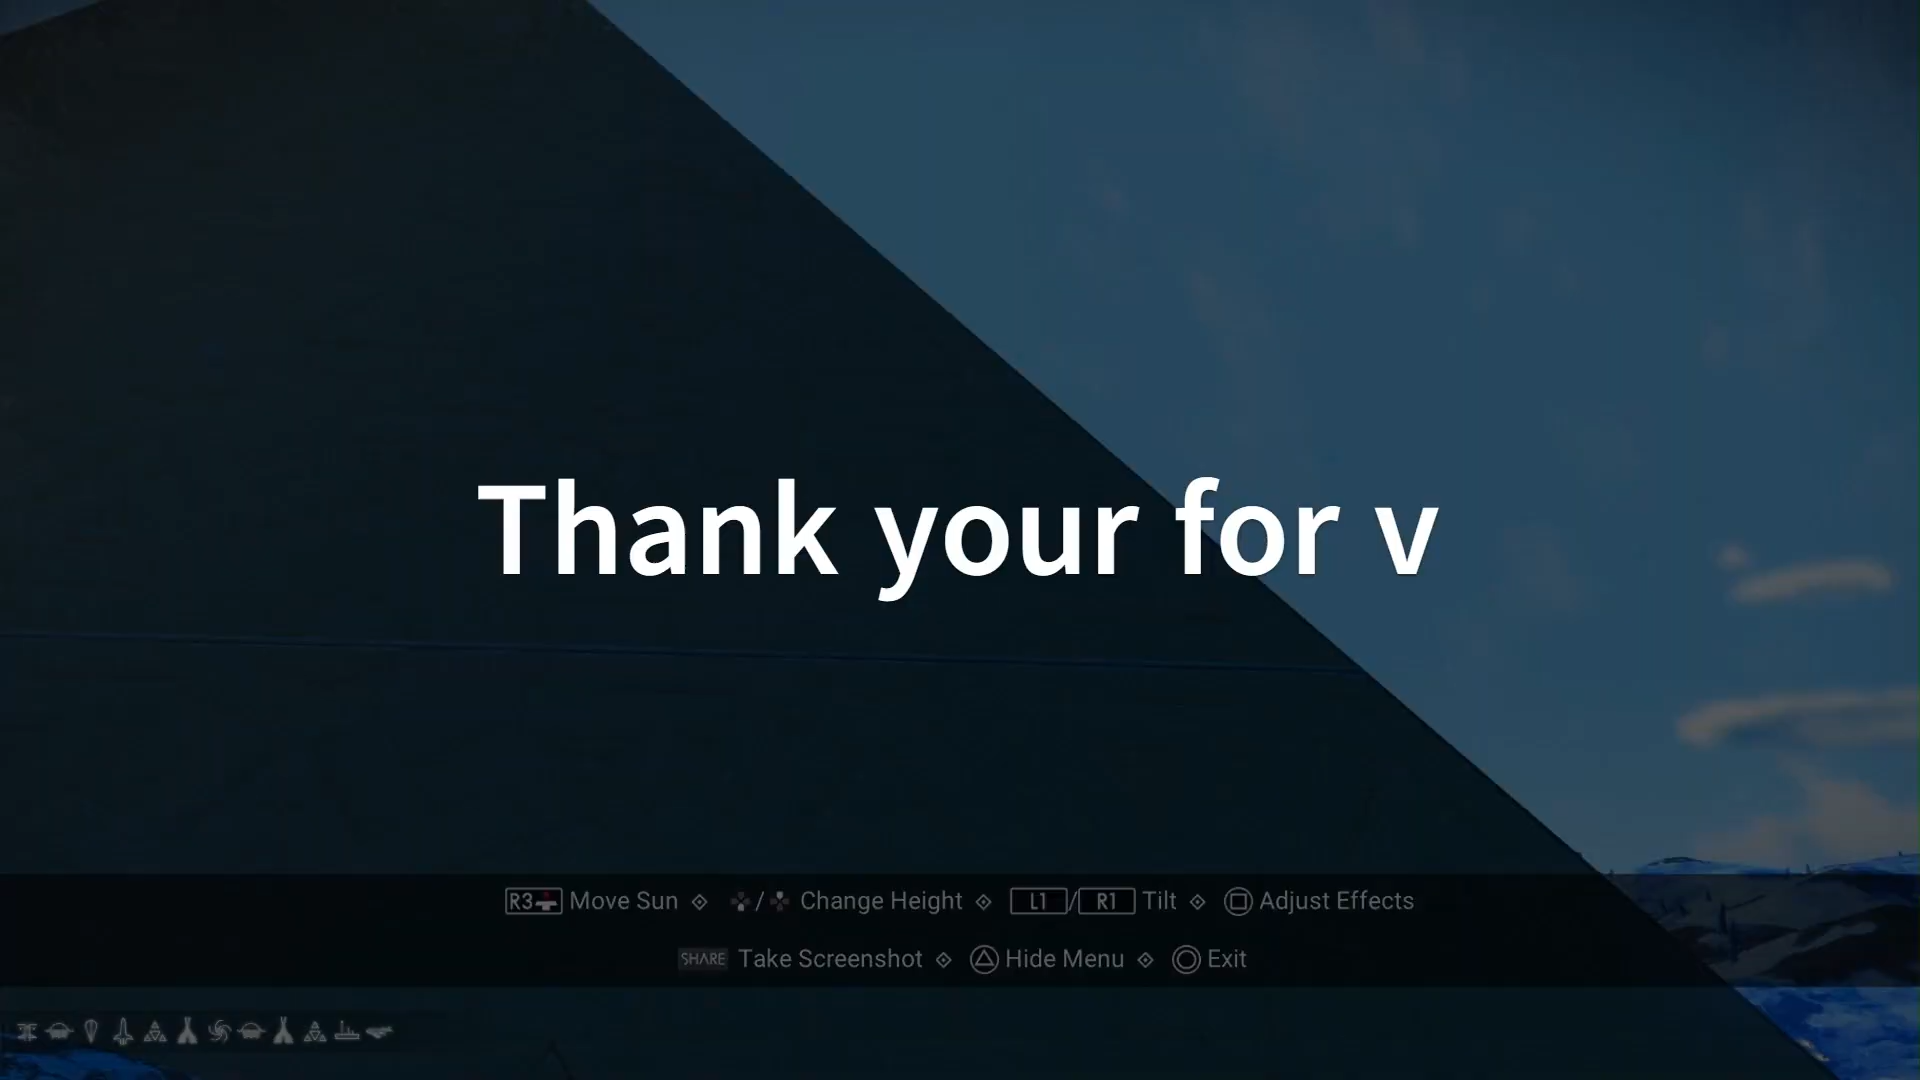 Thank your for v
R3 Move Sun / Change Height L1/R1 Tilt Adjust Effects
SHARE Take Screenshot Hide Menu Exit